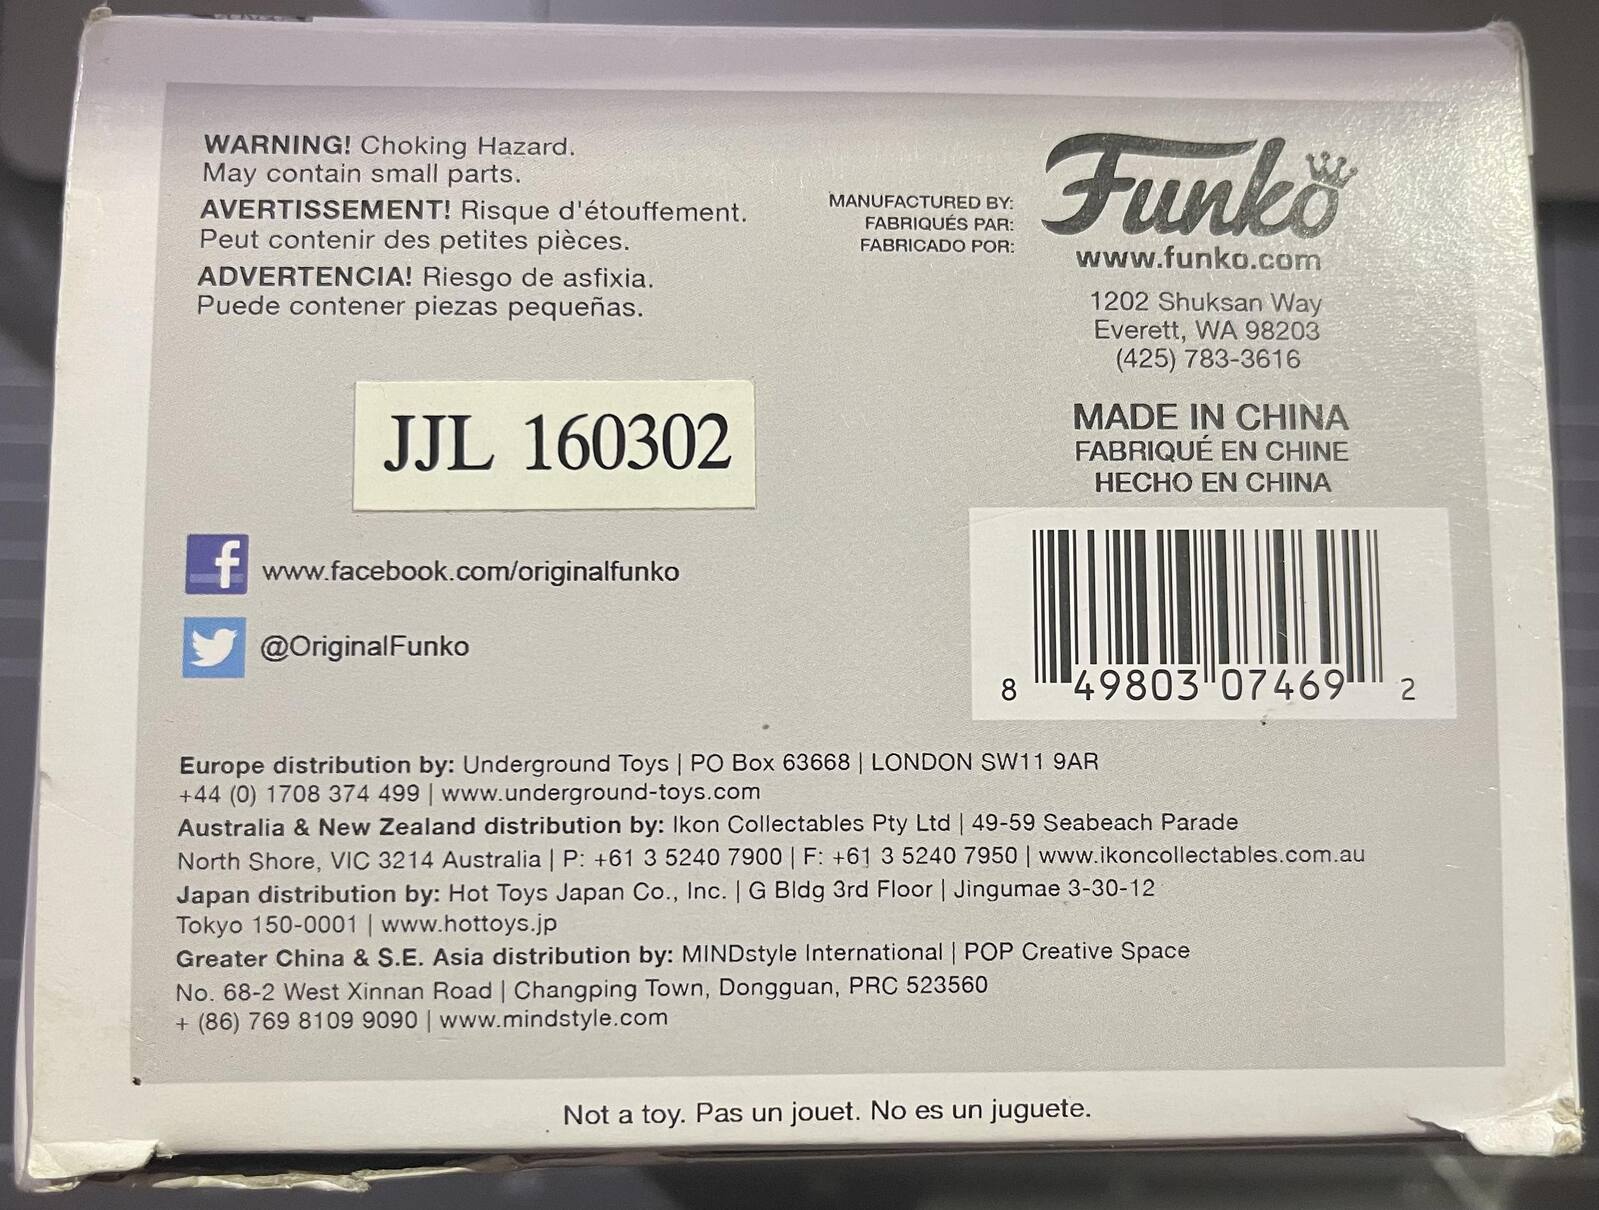 WARNING! Choking Hazard.
May contain small parts.
AVERTISSEMENT! Risque d'étouffement.
Peut contenir des petites pièces.
ADVERTENCIA! Riesgo de asfixia.
Puede contener piezas pequeñas.
MANUFACTURED BY:
FABRIQUÉS PAR:
FABRICADO POR:
Funko
www.funko.com
1202 Shuksan Way
Everett, WA 98203
(425) 783-3616
MADE IN CHINA
FABRIQUÉ EN CHINE
HECHO EN CHINA
JJL 160302
f www.facebook.com/originalfunko
@OriginalFunko
8 49803 07469 2
Europe distribution by: Underground Toys | PO Box 63668 | LONDON SW11 9AR
+44 (0) 1708 374 499 | www.underground-toys.com
Australia & New Zealand distribution by: Ikon Collectables Pty Ltd | 49-59 Seabeach Parade
North Shore, VIC 3214 Australia | P: +61 3 5240 7900 | F: +61 3 5240 7950 | www.ikoncollectables.com.au
Japan distribution by: Hot Toys Japan Co., Inc. | G Bldg 3rd Floor | Jingumae 3-30-12
Tokyo 150-0001 | www.hottoys.jp
Greater China & S.E. Asia distribution by: MINDstyle International | POP Creative Space
No. 68-2 West Xinnan Road | Changping Town, Dongguan, PRC 523560
+ (86) 769 8109 9090 | www.mindstyle.com
Not a toy. Pas un jouet. No es un juguete.